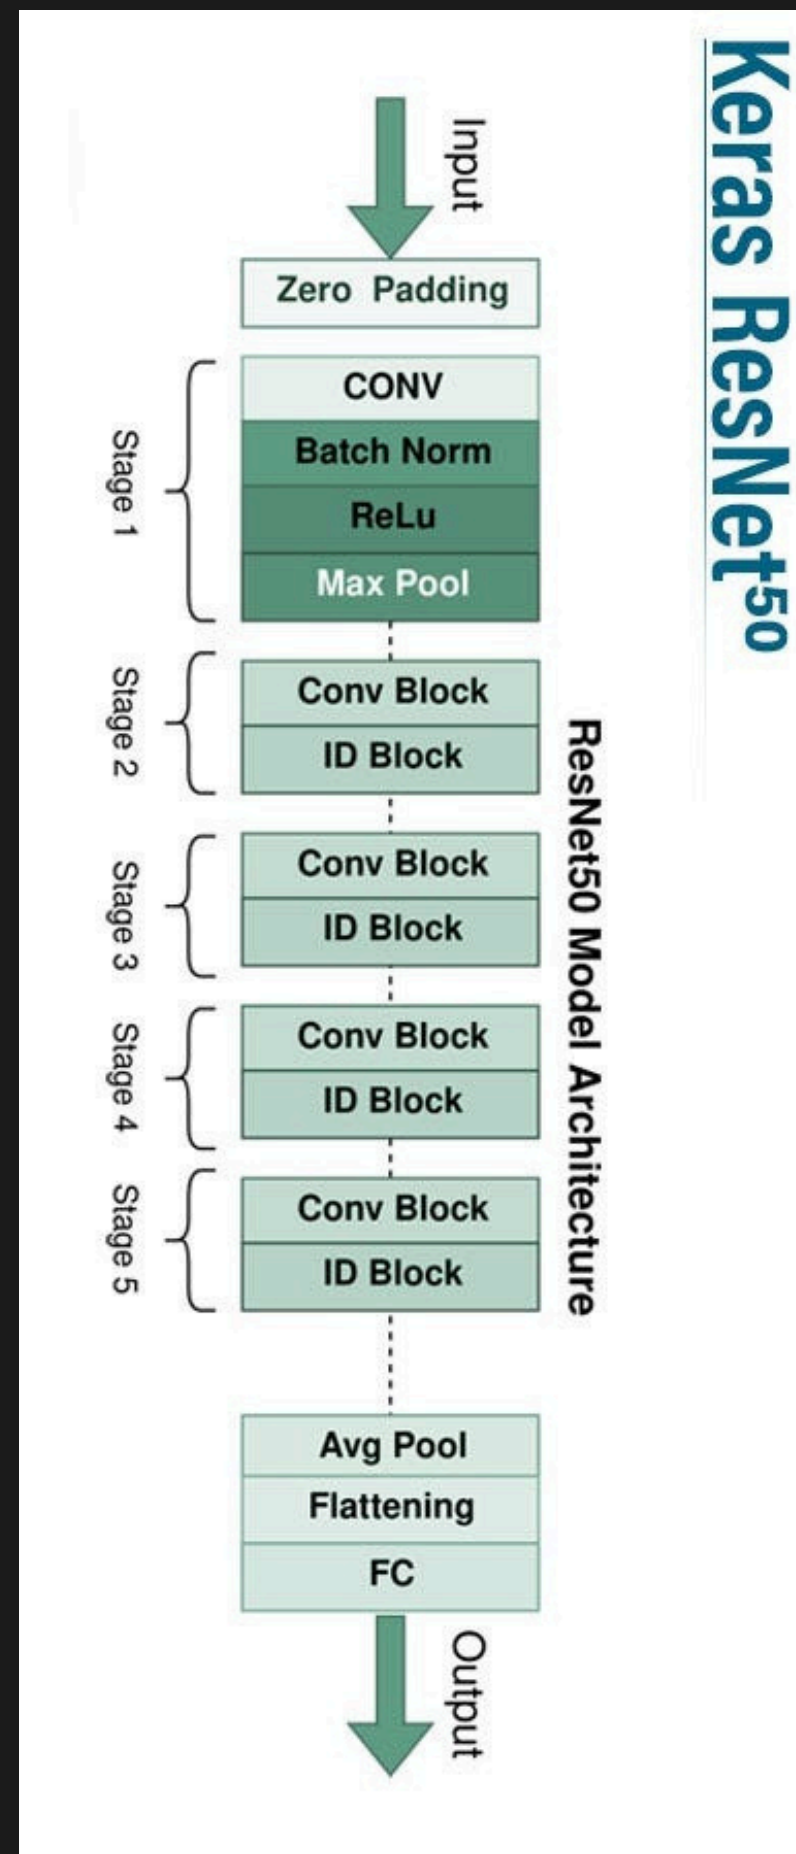 Keras ResNet50
ResNet50 Model Architecture
Input
Zero Padding
Stage 1
CONV
Batch Norm
ReLu
Max Pool
Stage 2
Conv Block
ID Block
Stage 3
Conv Block
ID Block
Stage 4
Conv Block
ID Block
Stage 5
Conv Block
ID Block
Avg Pool
Flattening
FC
Output